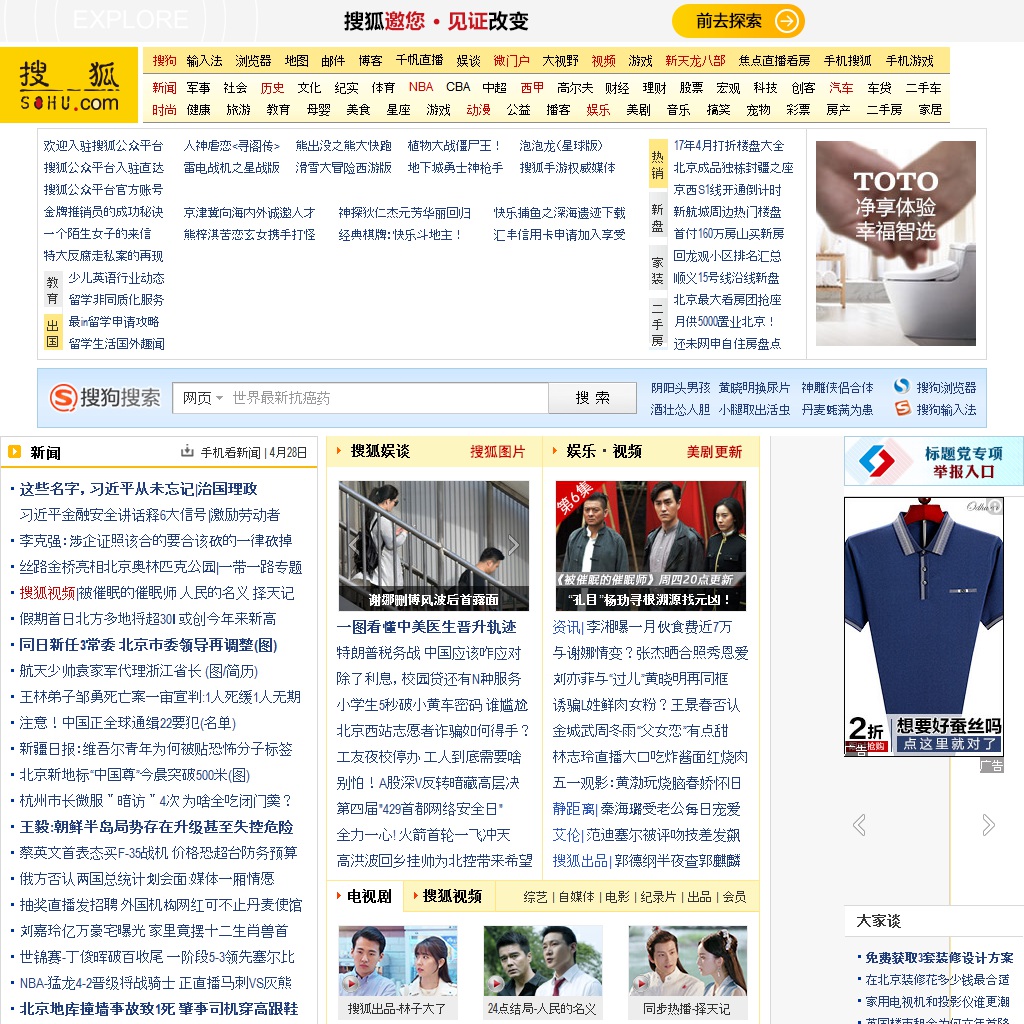 EXPLORE
搜狐邀您·见证改变
前去探索
搜 狐
SOHU.com
搜狗 输入法 浏览器 地图 邮件 博客 千帆直播 娱谈 微门户 大视野 视频 游戏 新天龙八部 焦点直播看房 手机搜狐 手机游戏
新闻 军事 社会 历史 文化 纪实 体育 NBA CBA 中超 西甲 高尔夫 财经 理财 股票 宏观 科技 创客 汽车 车贷 二手车
时尚 健康 旅游 教育 母婴 美食 星座 游戏 动漫 公益 播客 娱乐 美剧 音乐 搞笑 宠物 彩票 房产 二手房 家居
欢迎入驻搜狐公众平台 人神虐恋<寻阁传> 熊出没之熊大快跑 植物大战僵尸王！ 泡泡龙(星球版)
搜狐公众平台入驻直达 雷电战机之星战版 滑雪大冒险西游版 地下城勇士神枪手 搜狐手游权威媒体
搜狐公众平台官方账号
金牌推销员的成功秘诀 京津冀向海内外诚邀人才 神探狄仁杰元芳华丽回归 快乐捕鱼之深海遗迹下载
一个陌生女子的来信 熊梓淇苦恋玄女携手打怪 经典棋牌:快乐斗地主！ 汇丰信用卡申请加入享受
特大反腐走私案的再现
教育
少儿英语行业动态
留学非同质化服务
出国
最in留学申请攻略
留学生活国外趣闻
热销
17年4月打折楼盘大全
北京成品独栋封疆之座
京西S1线开通倒计时
新盘
新航城周边热门楼盘
首付160万房山买新房
家装
回龙观小区排名汇总
顺义15号线沿线新盘
二手房
北京最大看房团抢座
月供5000置业北京！
还未网申自住房盘点
TOTO
净享体验
幸福智选
搜狗搜索
网页 世界最新抗癌药
搜 索
阴阳头男孩 黄晓明换尿片 神雕侠侣合体
酒壮怂人胆 小腿取出活虫 丹麦蚝满为患
搜狗浏览器
搜狗输入法
新闻 手机看新闻 | 4月28日
这些名字，习近平从未忘记|治国理政
习近平金融安全讲话释6大信号|激励劳动者
李克强:涉企证照该合的要合该砍的一律砍掉
丝路金桥亮相北京奥林匹克公园|一带一路专题
搜狐视频|被催眠的催眠师 人民的名义 择天记
假期首日北方多地将超30℃ 或创今年来新高
同日新任3常委 北京市委领导再调整(图)
航天少帅袁家军代理浙江省长 (图/简历)
王林弟子邹勇死亡案一审宣判:1人死缓1人无期
注意！中国正全球通缉22要犯(名单)
新疆日报:维吾尔青年为何被贴恐怖分子标签
北京新地标"中国尊"今晨突破500米(图)
杭州市长微服＂暗访＂4次 为啥全吃闭门羹？
王毅:朝鲜半岛局势存在升级甚至失控危险
蔡英文首表态买F-35战机 价格恐超台防务预算
俄方否认两国总统计划会面:媒体一厢情愿
抽奖直播发招聘 外国机构网红可不止丹麦使馆
刘嘉玲亿万豪宅曝光 家里竟摆十二生肖兽首
世锦赛-丁俊晖破百收尾 一阶段5-3领先塞尔比
NBA-猛龙4-2晋级将战骑士 正直播马刺VS灰熊
北京地库撞墙事故致1死 肇事司机穿高跟鞋
搜狐娱谈 搜狐图片
谢娜删博风波后首露面
一图看懂中美医生晋升轨迹
特朗普税务战 中国应该咋应对
除了利息，校园贷还有N种服务
小学生5秒破小黄车密码 谁尴尬
北京西站志愿者诈骗如何得手？
工友夜校停办 工人到底需要啥
别怕！A股深V反转暗藏高层决
第四届"429首都网络安全日"
全力一心! 火箭首轮一飞冲天
高洪波回乡挂帅为北控带来希望
娱乐·视频 美剧更新
第6集
《被催眠的催眠师》周四20点更新
"孔目"杨玏寻根溯源找元凶！
资讯| 李湘曝一月伙食费近7万
与谢娜情变？张杰晒合照秀恩爱
刘亦菲与"过儿"黄晓明再同框
诱骗L姓鲜肉女粉？王景春否认
金城武周冬雨"父女恋"有点甜
林志玲直播大口吃炸酱面红烧肉
五一观影:黄渤玩烧脑春娇怀旧
静距离| 秦海璐受老公每日宠爱
艾伦| 范迪塞尔被评吻技差发飙
搜狐出品| 郭德纲半夜查郭麒麟
电视剧 搜狐视频 综艺 | 自媒体 | 电影 | 纪录片 | 出品 | 会员
搜狐出品-林子大了 24点结局-人民的名义 同步热播-择天记
标题党专项
举报入口
2折
想要好蚕丝吗
点这里就对了
广告
广告
大家谈
免费获取3套装修设计方案
在北京装修花多少钱最合适
家用电视机和投影仪谁更潮